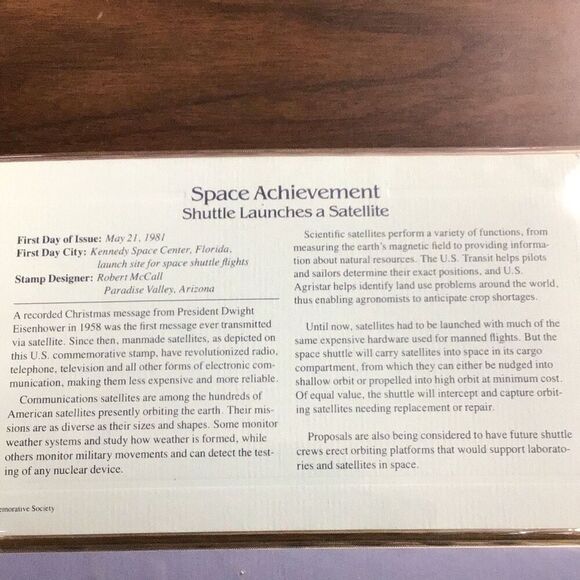 Space Achievement
Shuttle Launches a Satellite
First Day of Issue: May 21, 1981
First Day City: Kennedy Space Center, Florida,
launch site for space shuttle flights
Stamp Designer: Robert McCall
Paradise Valley, Arizona
A recorded Christmas message from President Dwight
Eisenhower in 1958 was the first message ever transmitted
via satellite. Since then, manmade satellites, as depicted on
this U.S. commemorative stamp, have revolutionized radio,
telephone, television and all other forms of electronic com-
munication, making them less expensive and more reliable.
Communications satellites are among the hundreds of
American satellites presently orbiting the earth. Their mis-
sions are as diverse as their sizes and shapes. Some monitor
weather systems and study how weather is formed, while
others monitor military movements and can detect the test-
ing of any nuclear device.
Scientific satellites perform a variety of functions, from
measuring the earth's magnetic field to providing informa-
tion about natural resources. The U.S. Transit helps pilots
and sailors determine their exact positions, and U.S.
Agristar helps identify land use problems around the world,
thus enabling agronomists to anticipate crop shortages.
Until now, satellites had to be launched with much of the
same expensive hardware used for manned flights. But the
space shuttle will carry satellites into space in its cargo
compartment, from which they can either be nudged into
shallow orbit or propelled into high orbit at minimum cost.
Of equal value, the shuttle will intercept and capture orbit-
ing satellites needing replacement or repair.
Proposals are also being considered to have future shuttle
crews erect orbiting platforms that would support laborato-
ries and satellites in space.
emorative Society